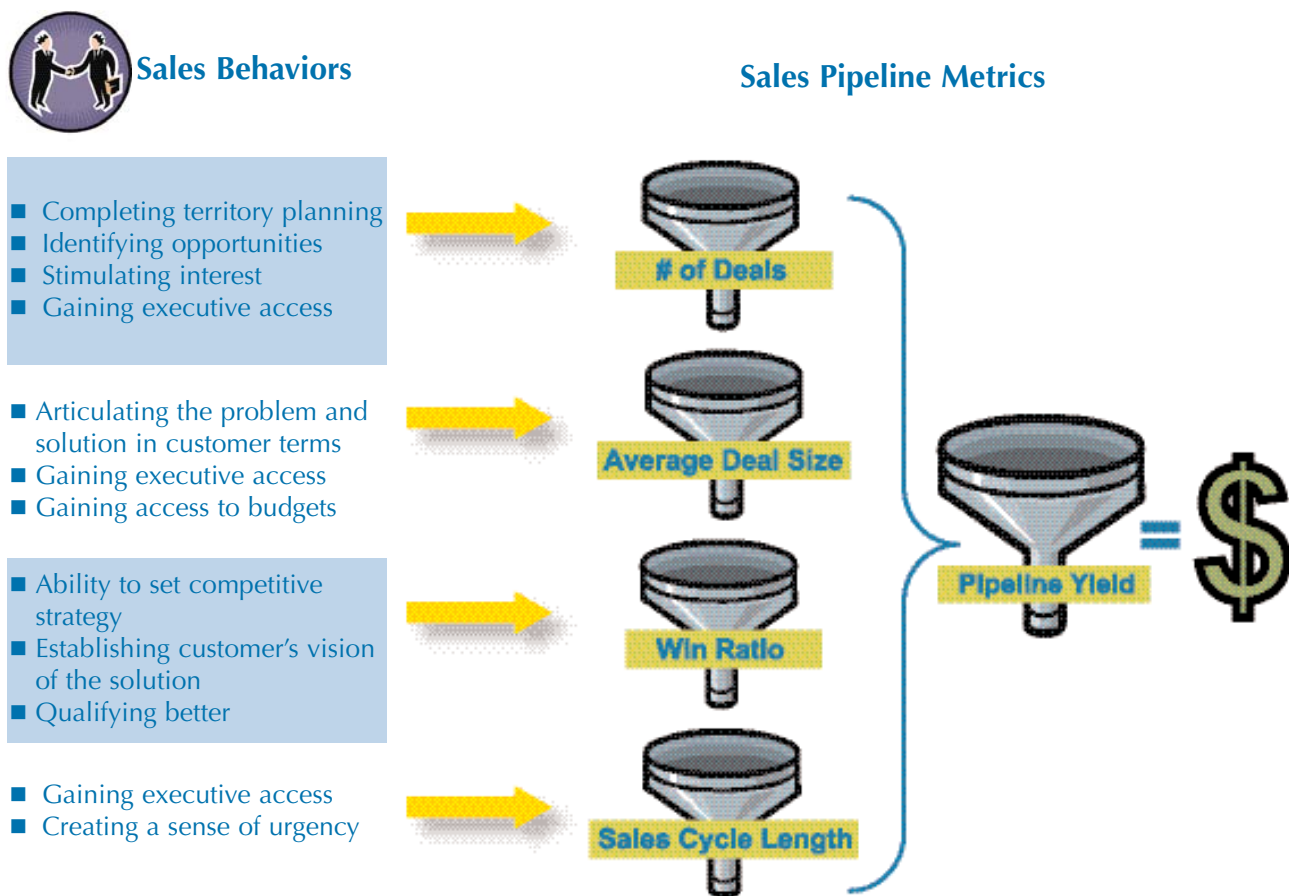 Sales Behaviors
Sales Pipeline Metrics
■ Completing territory planning
■ Identifying opportunities
■ Stimulating interest
■ Gaining executive access
# of Deals
■ Articulating the problem and
solution in customer terms
■ Gaining executive access
■ Gaining access to budgets
Average Deal Size
■ Ability to set competitive
strategy
■ Establishing customer’s vision
of the solution
■ Qualifying better
Win Ratio
■ Gaining executive access
■ Creating a sense of urgency
Sales Cycle Length
Pipeline Yield
= $